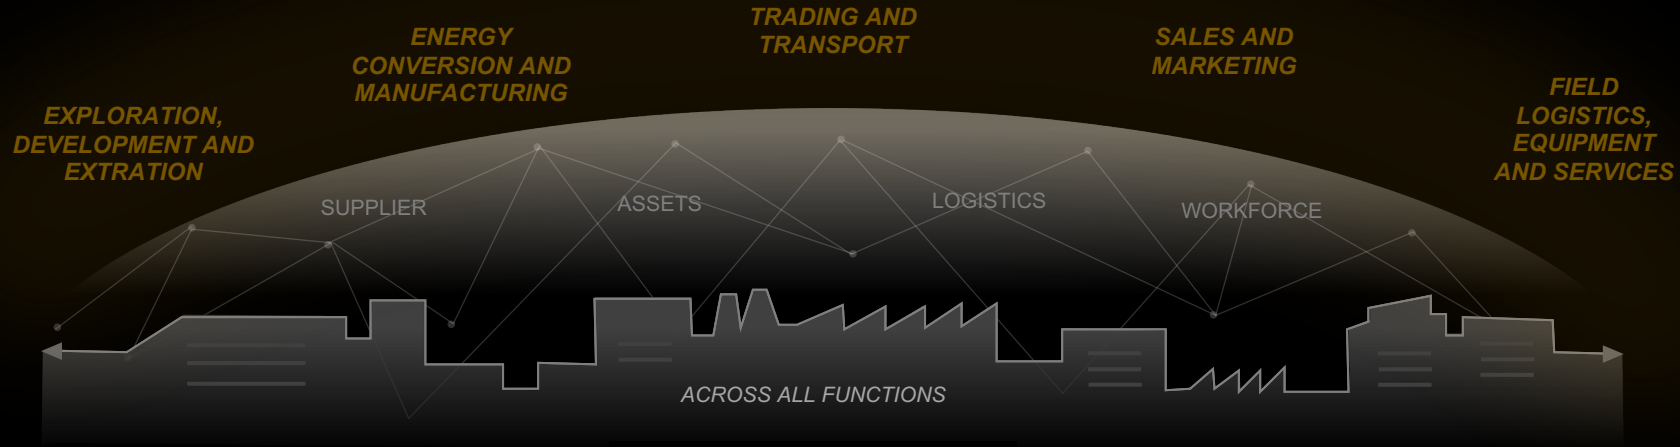 EXPLORATION,
DEVELOPMENT AND
EXTRATION
ENERGY
CONVERSION AND
MANUFACTURING
TRADING AND
TRANSPORT
SALES AND
MARKETING
FIELD
LOGISTICS,
EQUIPMENT
AND SERVICES
SUPPLIER
ASSETS
LOGISTICS
WORKFORCE
ACROSS ALL FUNCTIONS